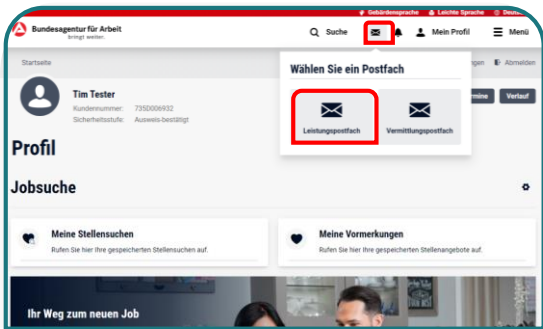 Gebärdensprache Leichte Sprache Deutsch
Bundesagentur für Arbeit
bringt weiter.
Suche Mein Profil Menü
Startseite
Wählen Sie ein Postfach
Abmelden
Tim Tester
Kundennummer: 735D006932
Sicherheitsstufe: Ausweis-bestätigt
Verlauf
Leistungspostfach Vermittlungspostfach
Profil
Jobsuche
Meine Stellensuchen
Rufen Sie hier Ihre gespeicherten Stellensuchen auf.
Meine Vormerkungen
Rufen Sie hier Ihre gespeicherten Stellenangebote auf.
Ihr Weg zum neuen Job